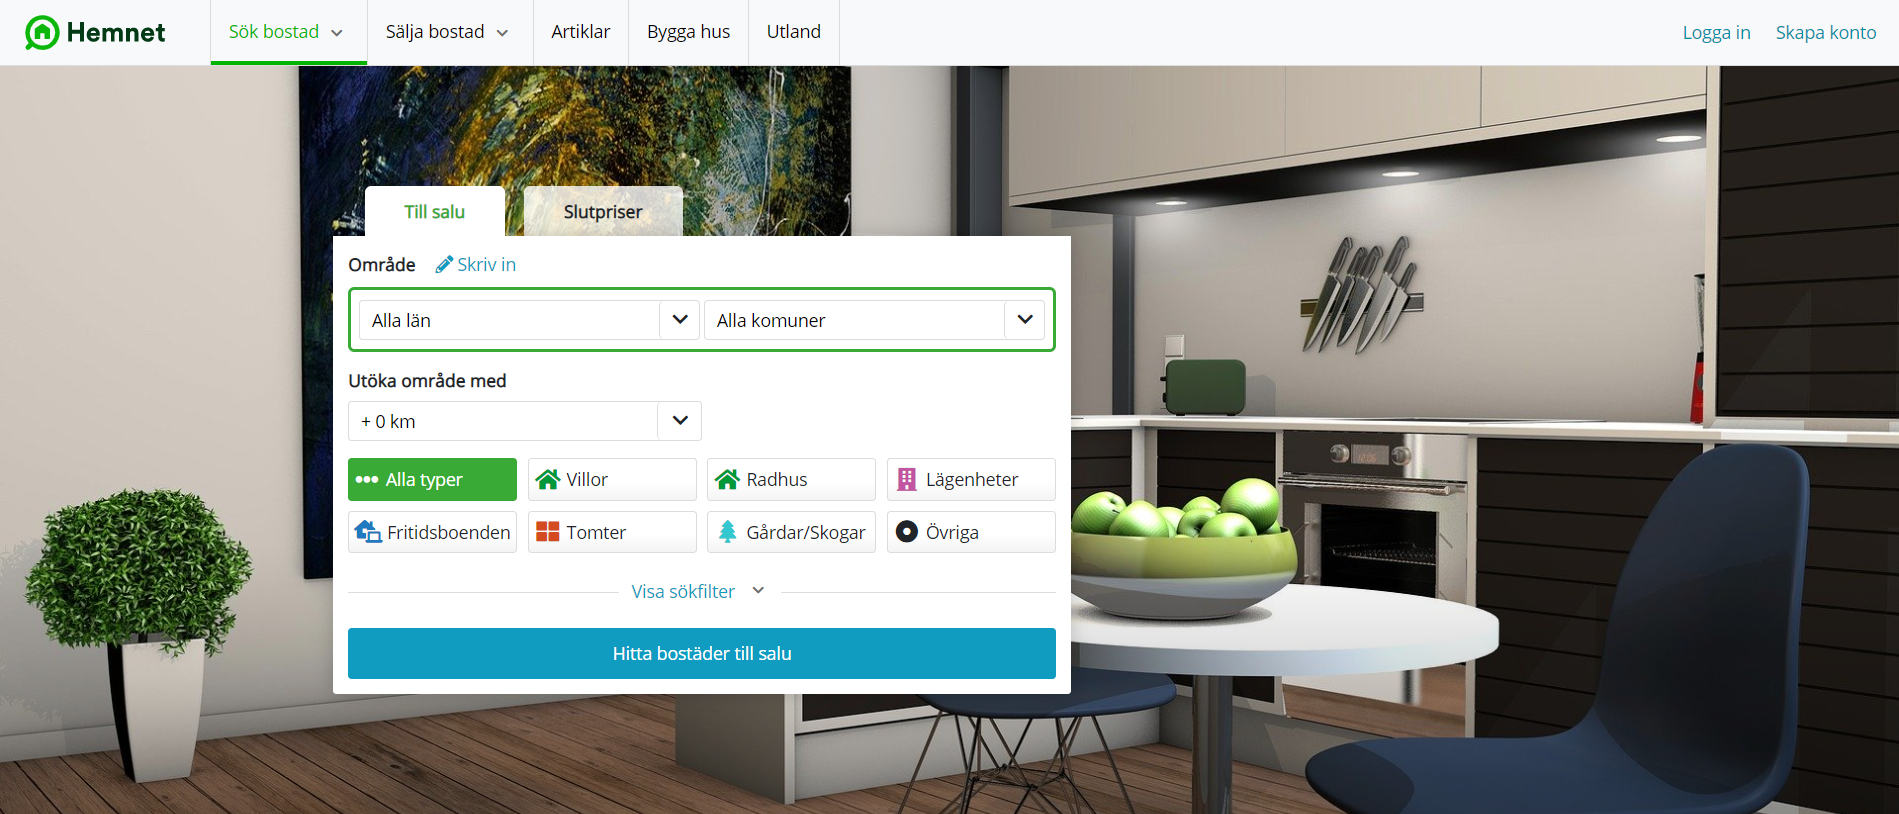 Hemnet
Sök bostad
Sälja bostad
Artiklar
Bygga hus
Utland
Logga in
Skapa konto
Till salu
Slutpriser
Område
Skriv in
Alla län
Alla komuner
Utöka område med
+ 0 km
Alla typer
Villor
Radhus
Lägenheter
Fritidsboenden
Tomter
Gårdar/Skogar
Övriga
Visa sökfilter
Hitta bostäder till salu